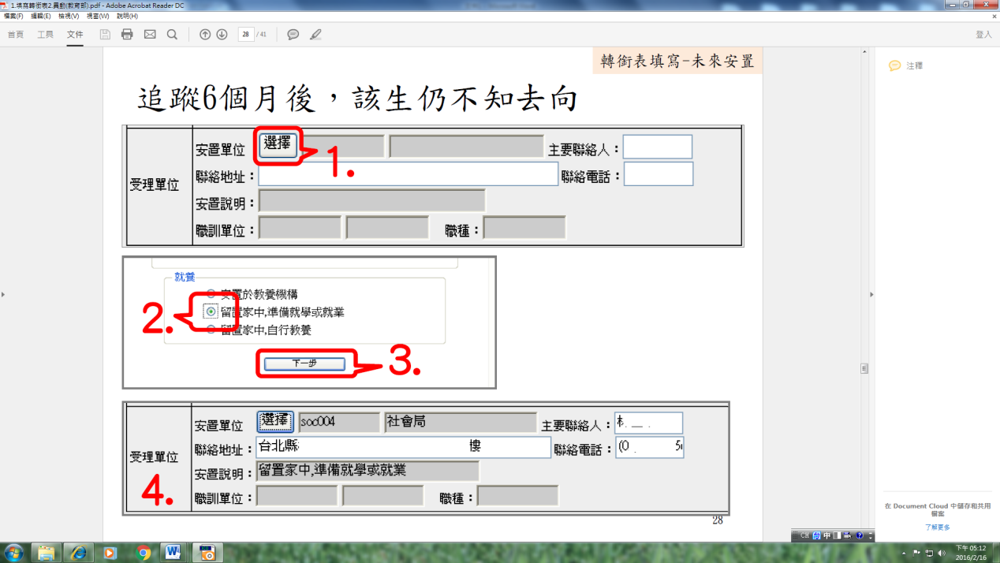 1.填寫歸銜表2.異動(教育部).pdf - Adobe Acrobat Reader DC
檔案(F) 編輯(E) 檢視(V) 視窗(W) 說明(H)
首頁 工具 文件 28 / 41 登入
轉銜表填寫-未來安置
注釋
追蹤6個月後，該生仍不知去向
安置單位 選擇 主要聯絡人：
1.
聯絡地址： 聯絡電話：
受理單位
安置說明：
職訓單位： 職種：
就養
安置於教養機構
2. 留置家中,準備就學或就業
留置家中,自行教養
下一步 3.
安置單位 選擇 soc004 社會局 主要聯絡人：
聯絡地址：台北縣 樓 聯絡電話：(0 5
受理單位
安置說明：留置家中,準備就學或就業
4. 職訓單位： 職種：
28
在 Document Cloud 中儲存和共用
檔案
了解更多
CH 中
下午 05:12
2016/2/16